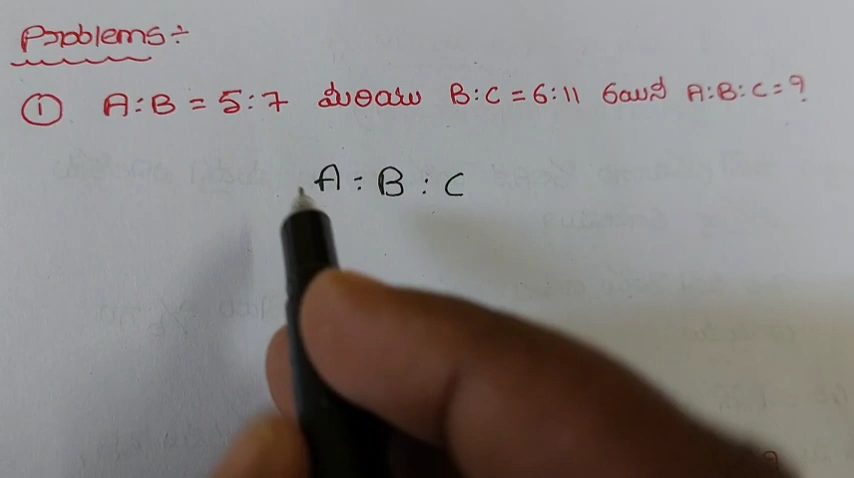 Problems ÷
① A:B = 5:7 మరియు B:C = 6:11 అయిన A:B:C = ?
A : B : C